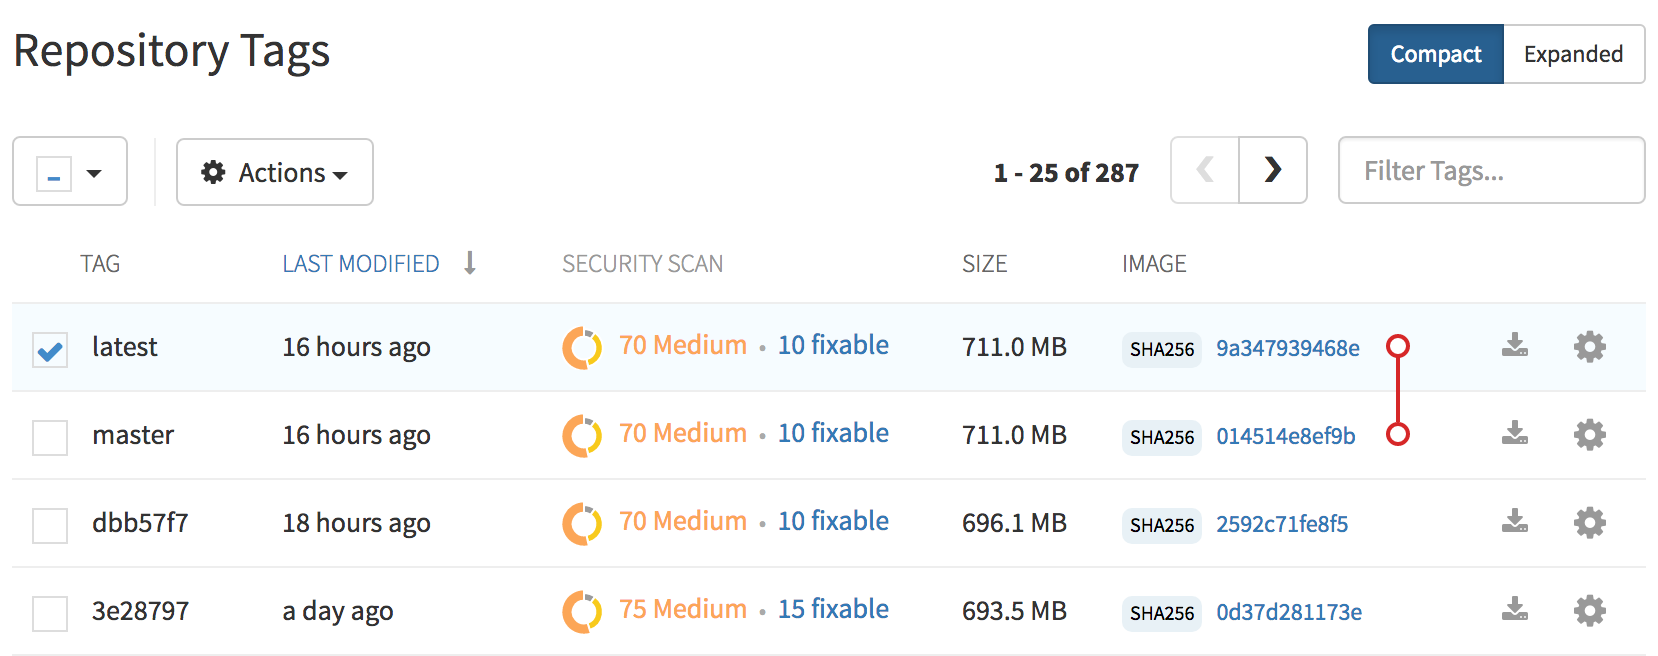 Repository Tags
Compact Expanded
Actions 1 - 25 of 287 Filter Tags...
TAG LAST MODIFIED SECURITY SCAN SIZE IMAGE
latest 16 hours ago 70 Medium • 10 fixable 711.0 MB SHA256 9a347939468e
master 16 hours ago 70 Medium • 10 fixable 711.0 MB SHA256 014514e8ef9b
dbb57f7 18 hours ago 70 Medium • 10 fixable 696.1 MB SHA256 2592c71fe8f5
3e28797 a day ago 75 Medium • 15 fixable 693.5 MB SHA256 0d37d281173e